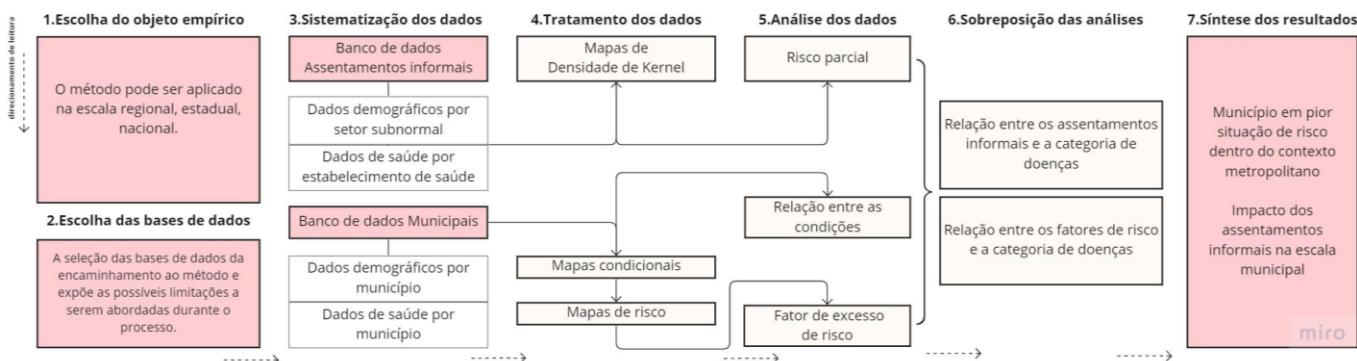 direcionamento de leitura
1.Escolha do objeto empírico
O método pode ser aplicado
na escala regional, estadual,
nacional.
2.Escolha das bases de dados
A seleção das bases de dados da
encaminhamento ao método e
expõe as possíveis limitações a
serem abordadas durante o
processo.
3.Sistematização dos dados
Banco de dados
Assentamentos informais
Dados demográficos por
setor subnormal
Dados de saúde por
estabelecimento de saúde
Banco de dados Municipais
Dados demográficos por
município
Dados de saúde por
município
4.Tratamento dos dados
Mapas de
Densidade de Kernel
Mapas condicionais
Mapas de risco
5.Análise dos dados
Risco parcial
Relação entre as
condições
Fator de excesso
de risco
6.Sobreposição das análises
Relação entre os assentamentos
informais e a categoria de
doenças
Relação entre os fatores de risco
e a categoria de doenças
7.Síntese dos resultados
Município em pior
situação de risco
dentro do contexto
metropolitano
Impacto dos
assentamentos
informais na escala
municipal
miro